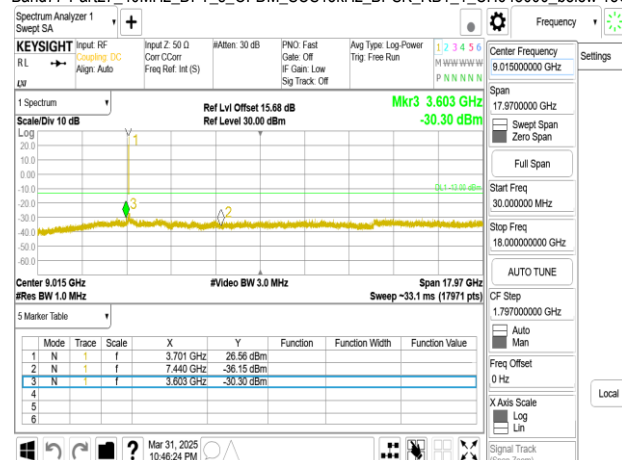 Spectrum Analyzer 1
Swept SA
+
Frequency
Settings
KEYSIGHT
RL
Input: RF
Coupling: DC
Align: Auto
Input Z: 50 Ω
Corr CCorr
Freq Ref: Int (S)
#Atten: 30 dB
PNO: Fast
Gate: Off
IF Gain: Low
Sig Track: Off
Avg Type: Log-Power
Trig: Free Run
1 2 3 4 5 6
M W W W W W
P N N N N N
1 Spectrum
Scale/Div 10 dB
Ref Lvl Offset 15.68 dB
Ref Level 30.00 dBm
Mkr3 3.603 GHz
-30.30 dBm
Log
20.0
10.0
0.00
-10.0
-20.0
-30.0
-40.0
-50.0
-60.0
1
2
3
DL1 -13.00 dBm
Center 9.015 GHz
#Res BW 1.0 MHz
#Video BW 3.0 MHz
Span 17.97 GHz
Sweep ~33.1 ms (17971 pts)
5 Marker Table
Mode Trace Scale X Y Function Function Width Function Value
1 N 1 f 3.701 GHz 26.56 dBm
2 N 1 f 7.440 GHz -36.15 dBm
3 N 1 f 3.603 GHz -30.30 dBm
4
5
6
Mar 31, 2025
10:46:24 PM
Center Frequency
9.015000000 GHz
Span
17.9700000 GHz
Swept Span
Zero Span
Full Span
Start Freq
30.000000 MHz
Stop Freq
18.000000000 GHz
AUTO TUNE
CF Step
1.797000000 GHz
Auto
Man
Freq Offset
0 Hz
X Axis Scale
Log
Lin
Signal Track
Local